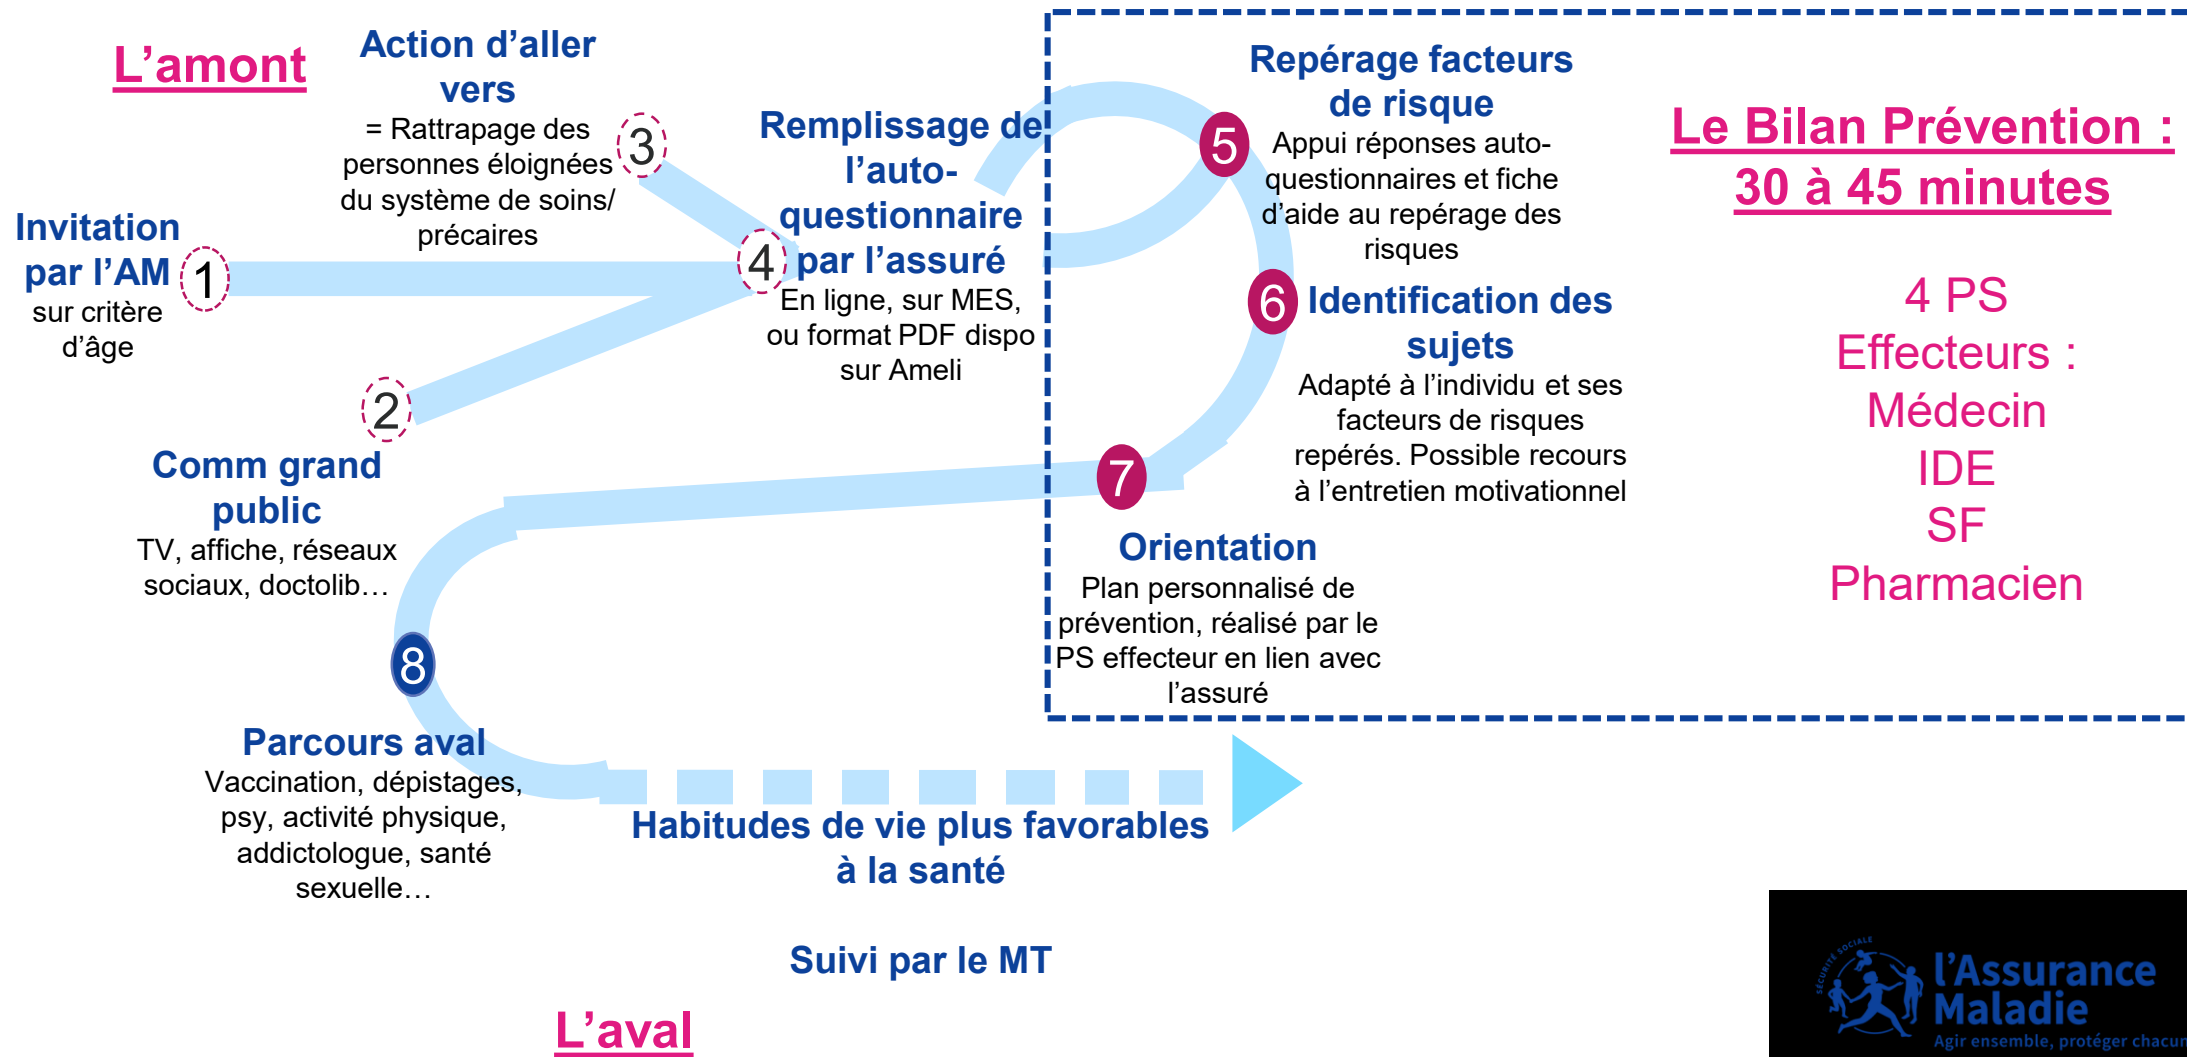 L’amont
Action d’aller
vers
= Rattrapage des
personnes éloignées
du système de soins/
précaires
3
Invitation
par l’AM
sur critère
d’âge
1
2
Comm grand
public
TV, affiche, réseaux
sociaux, doctolib…
4
Remplissage de
l’auto-
questionnaire
par l’assuré
En ligne, sur MES,
ou format PDF dispo
sur Ameli
5
Repérage facteurs
de risque
Appui réponses auto-
questionnaires et fiche
d’aide au repérage des
risques
6
Identification des
sujets
Adapté à l’individu et ses
facteurs de risques
repérés. Possible recours
à l’entretien motivationnel
7
Orientation
Plan personnalisé de
prévention, réalisé par le
PS effecteur en lien avec
l’assuré
Le Bilan Prévention :
30 à 45 minutes
4 PS
Effecteurs :
Médecin
IDE
SF
Pharmacien
8
Parcours aval
Vaccination, dépistages,
psy, activité physique,
addictologue, santé
sexuelle…
Habitudes de vie plus favorables
à la santé
Suivi par le MT
L’aval
SÉCURITÉ SOCIALE
l’Assurance
Maladie
Agir ensemble, protéger chacun